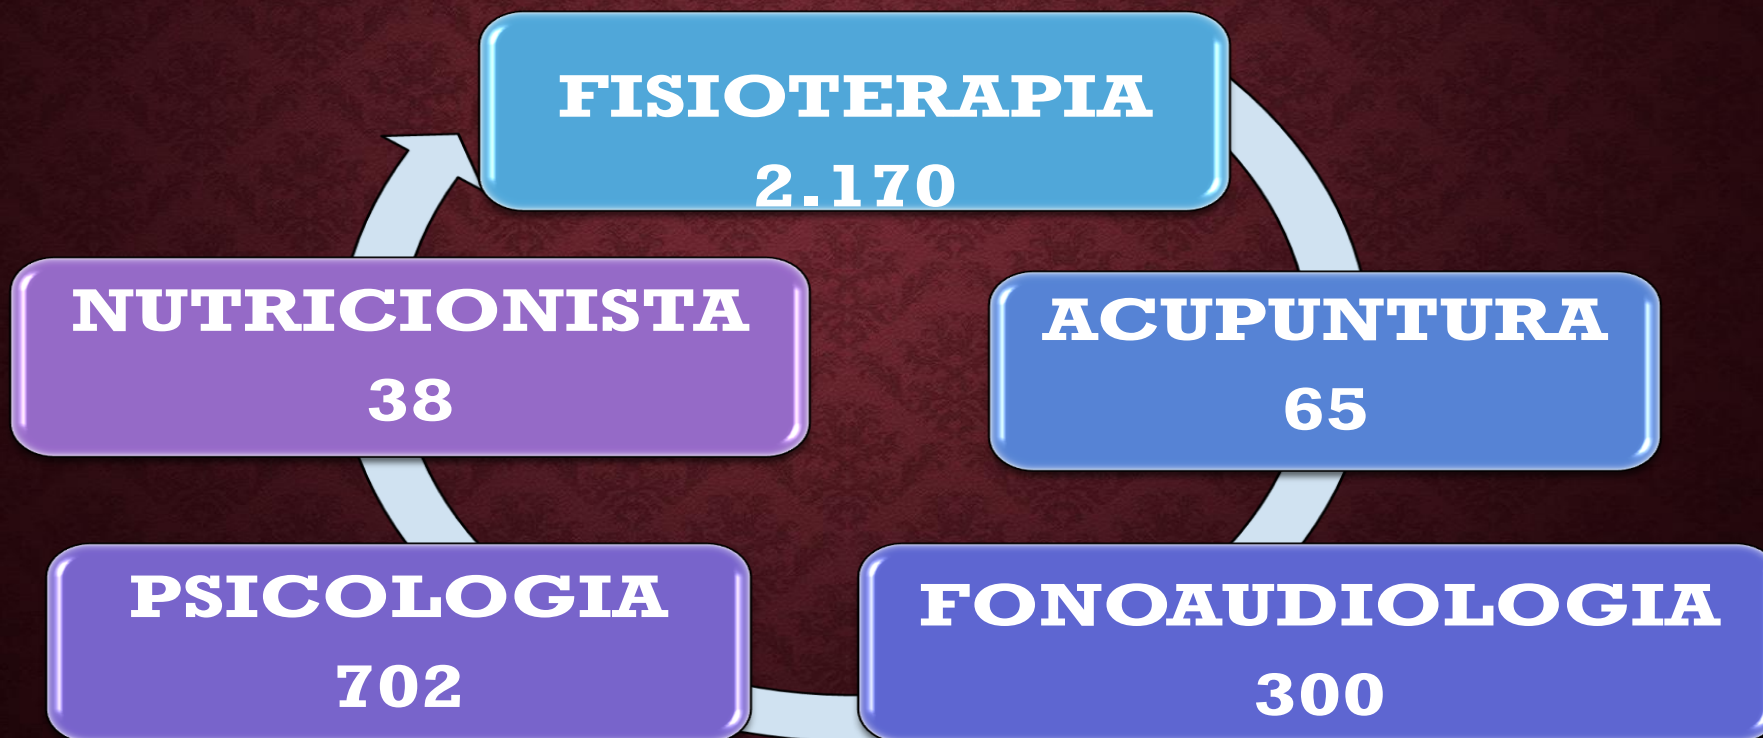 FISIOTERAPIA
2.170
NUTRICIONISTA
38
ACUPUNTURA
65
PSICOLOGIA
702
FONOAUDIOLOGIA
300